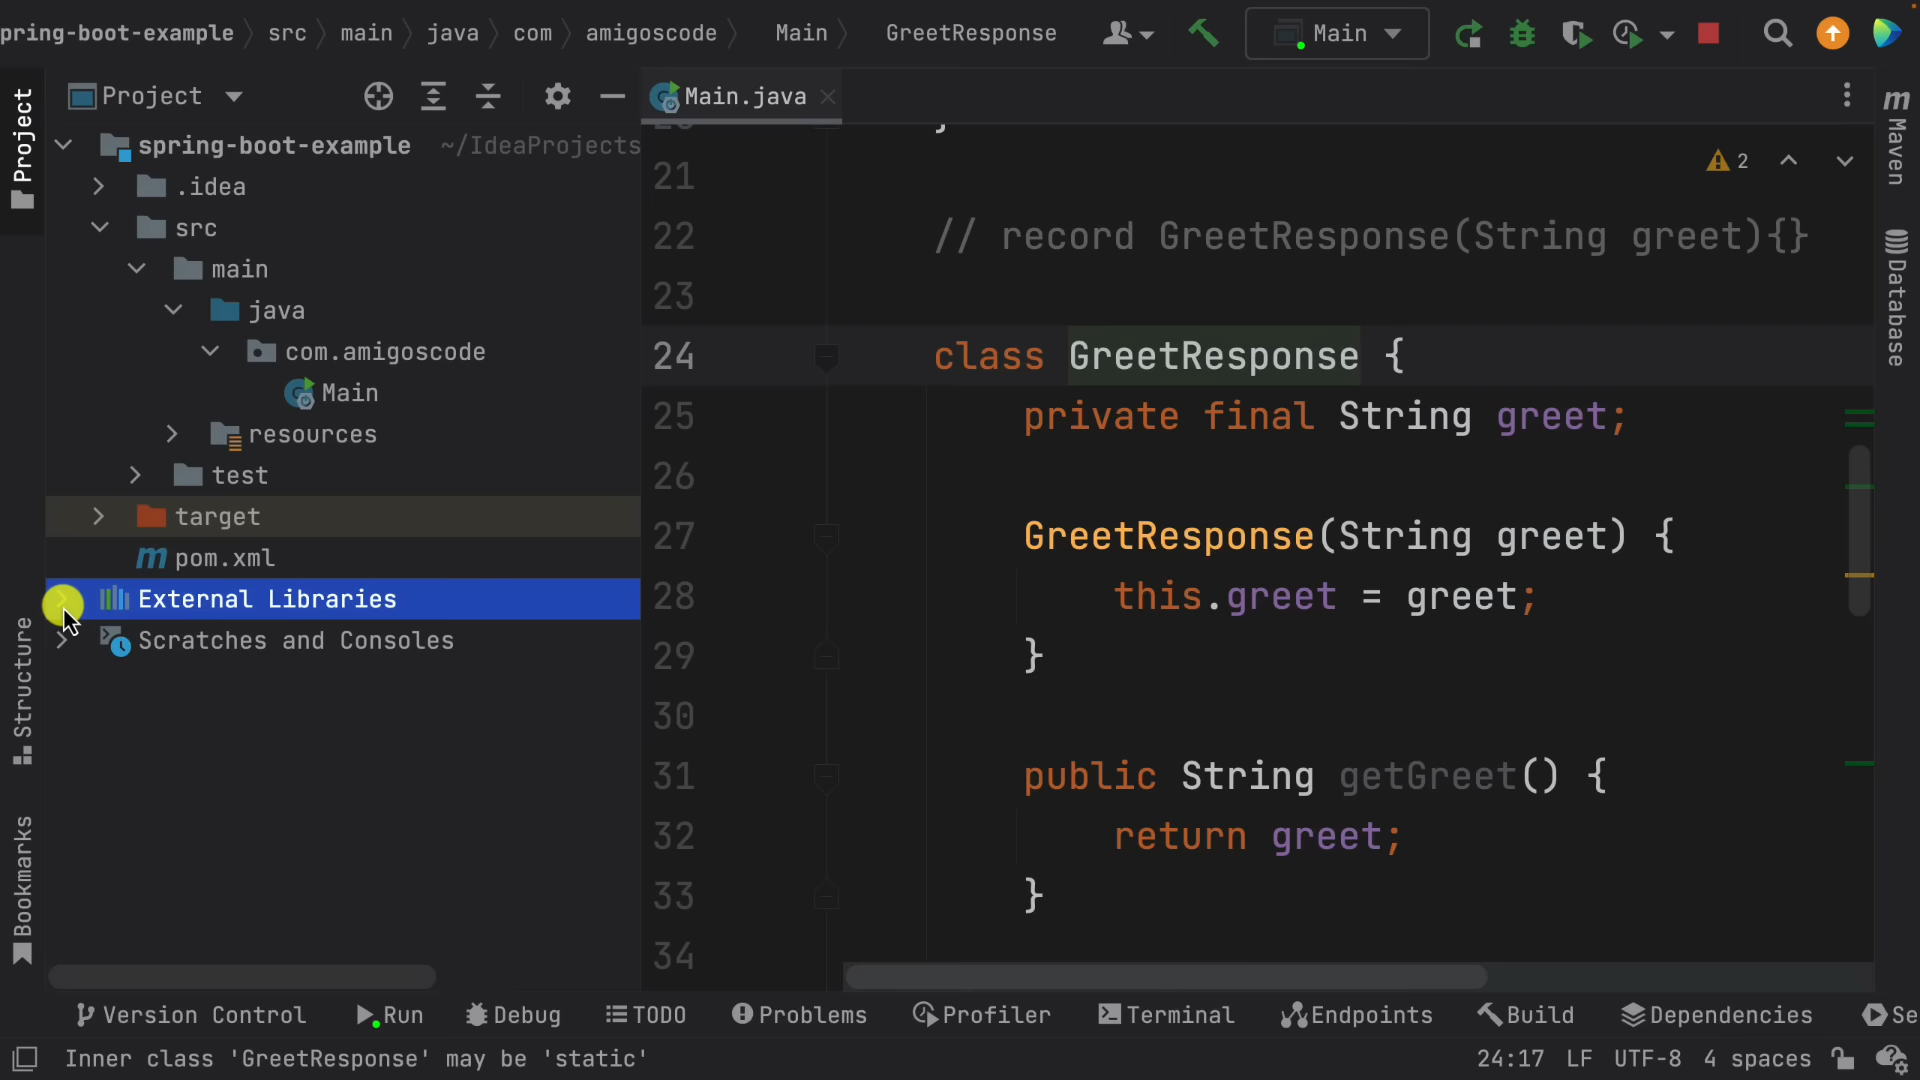 pring-boot-example src main java com amigoscode Main GreetResponse Main
Project
Project
Main.java
spring-boot-example ~/IdeaProjects
.idea
src
main
java
com.amigoscode
Main
resources
test
target
pom.xml
External Libraries
Scratches and Consoles
Structure
Bookmarks
2
}
21
22 // record GreetResponse(String greet){}
23
24 class GreetResponse {
25 private final String greet;
26
27 GreetResponse(String greet) {
28 this.greet = greet;
29 }
30
31 public String getGreet() {
32 return greet;
33 }
34
m Maven
Database
Version Control Run Debug TODO Problems Profiler Terminal Endpoints Build Dependencies Se
Inner class 'GreetResponse' may be 'static' 24:17 LF UTF-8 4 spaces